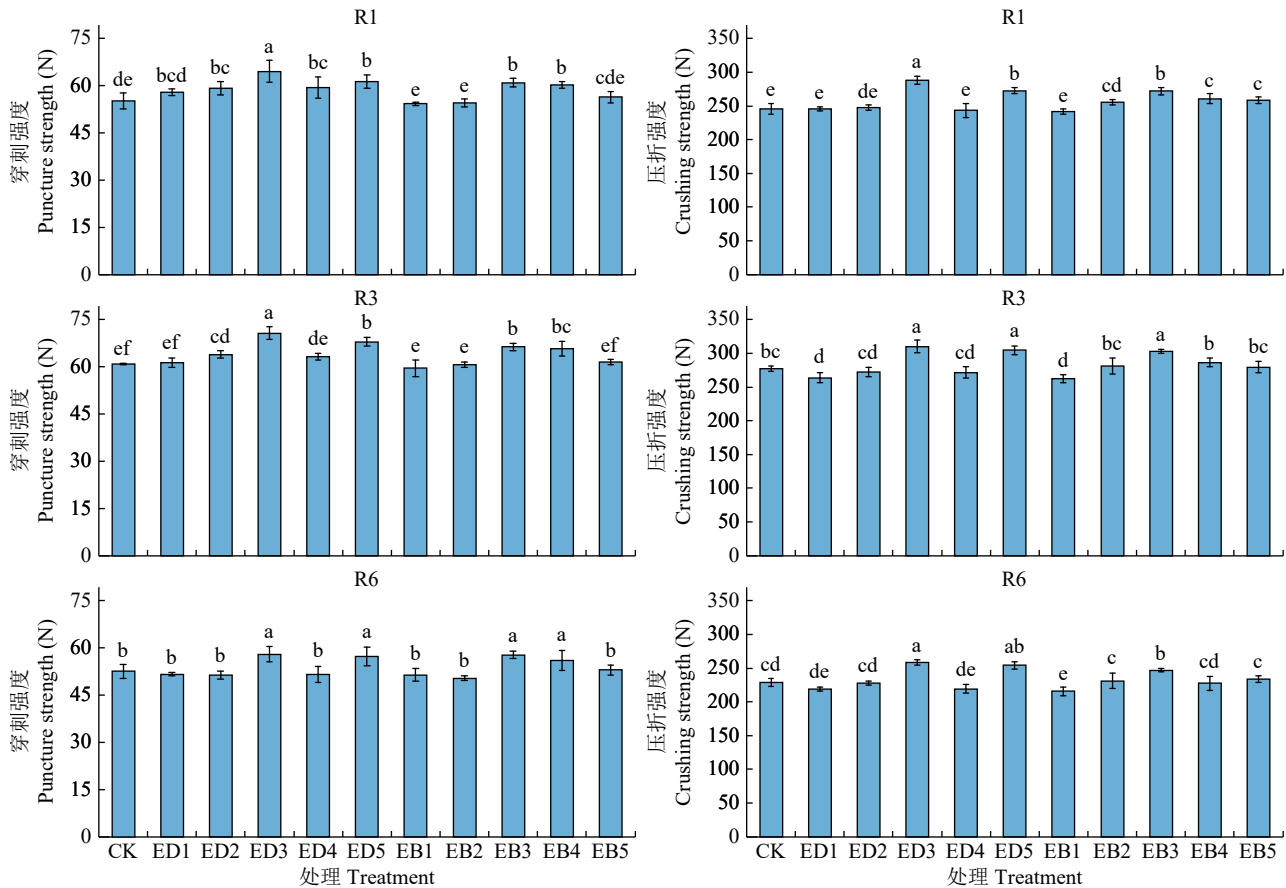 R1
75
60
45
30
15
0
穿刺强度
Puncture strength (N)
de bcd bc a bc b e e b b cde
R1
350
300
250
200
150
100
50
0
压折强度
Crushing strength (N)
e e de a e b e cd b c c
R3
75
60
45
30
15
0
穿刺强度
Puncture strength (N)
ef ef cd a de b e e b bc ef
R3
350
300
250
200
150
100
50
0
压折强度
Crushing strength (N)
bc d cd a cd a d bc a b bc
R6
75
60
45
30
15
0
穿刺强度
Puncture strength (N)
b b b a b a b b a a b
CK ED1 ED2 ED3 ED4 ED5 EB1 EB2 EB3 EB4 EB5
处理 Treatment
R6
350
300
250
200
150
100
50
0
压折强度
Crushing strength (N)
cd de cd a de ab e c b cd c
CK ED1 ED2 ED3 ED4 ED5 EB1 EB2 EB3 EB4 EB5
处理 Treatment